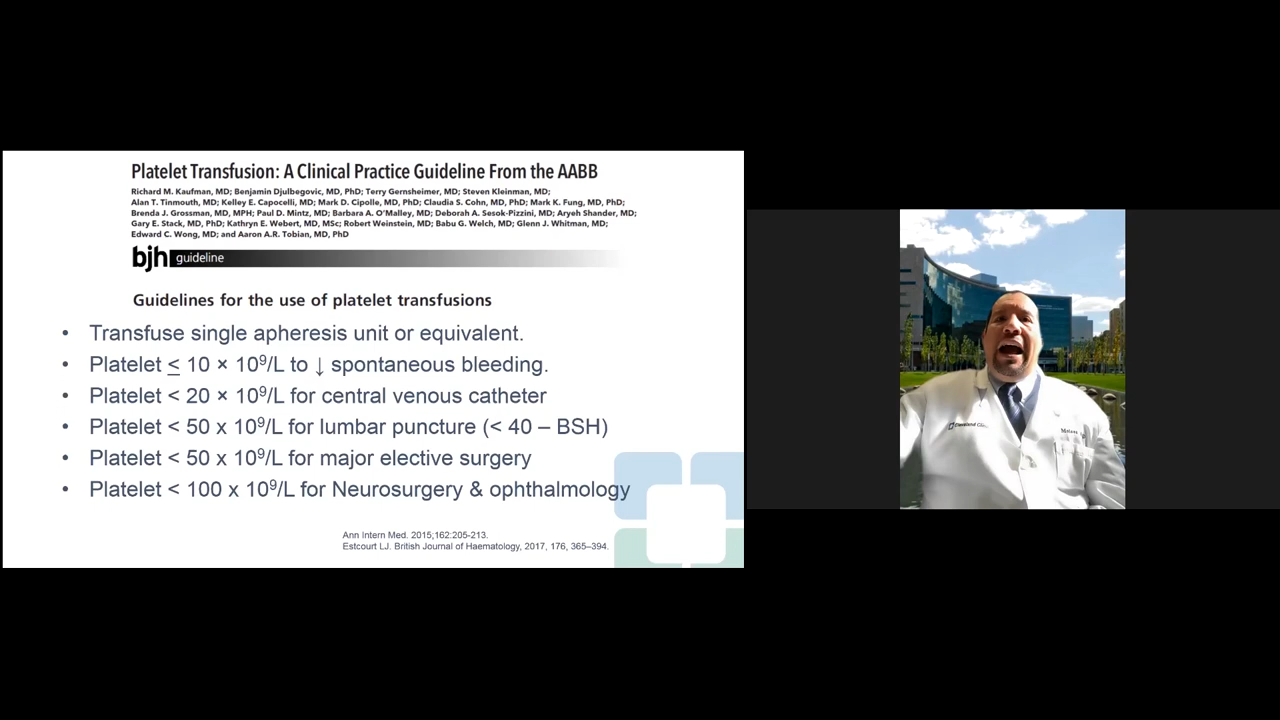 Platelet Transfusion: A Clinical Practice Guideline From the AABB
Richard M. Kaufman, MD; Benjamin Djulbegovic, MD, PhD; Terry Gernsheimer, MD; Steven Kleinman, MD;
Alan T. Tinmouth, MD; Kelley E. Capocelli, MD; Mark D. Cipolle, MD, PhD; Claudia S. Cohn, MD, PhD; Mark K. Fung, MD, PhD;
Brenda J. Grossman, MD, MPH; Paul D. Mintz, MD; Barbara A. O'Malley, MD; Deborah A. Sesok-Pizzini, MD; Aryeh Shander, MD;
Gary E. Stack, MD, PhD; Kathryn E. Webert, MD, MSc; Robert Weinstein, MD; Babu G. Welch, MD; Glenn J. Whitman, MD;
Edward C. Wong, MD; and Aaron A.R. Tobian, MD, PhD
bjh guideline
Guidelines for the use of platelet transfusions
• Transfuse single apheresis unit or equivalent.
• Platelet ≤ 10 × 10⁹/L to ↓ spontaneous bleeding.
• Platelet < 20 × 10⁹/L for central venous catheter
• Platelet < 50 x 10⁹/L for lumbar puncture (< 40 – BSH)
• Platelet < 50 x 10⁹/L for major elective surgery
• Platelet < 100 x 10⁹/L for Neurosurgery & ophthalmology
Ann Intern Med. 2015;162:205-213.
Estcourt LJ. British Journal of Haematology, 2017, 176, 365–394.
Cleveland